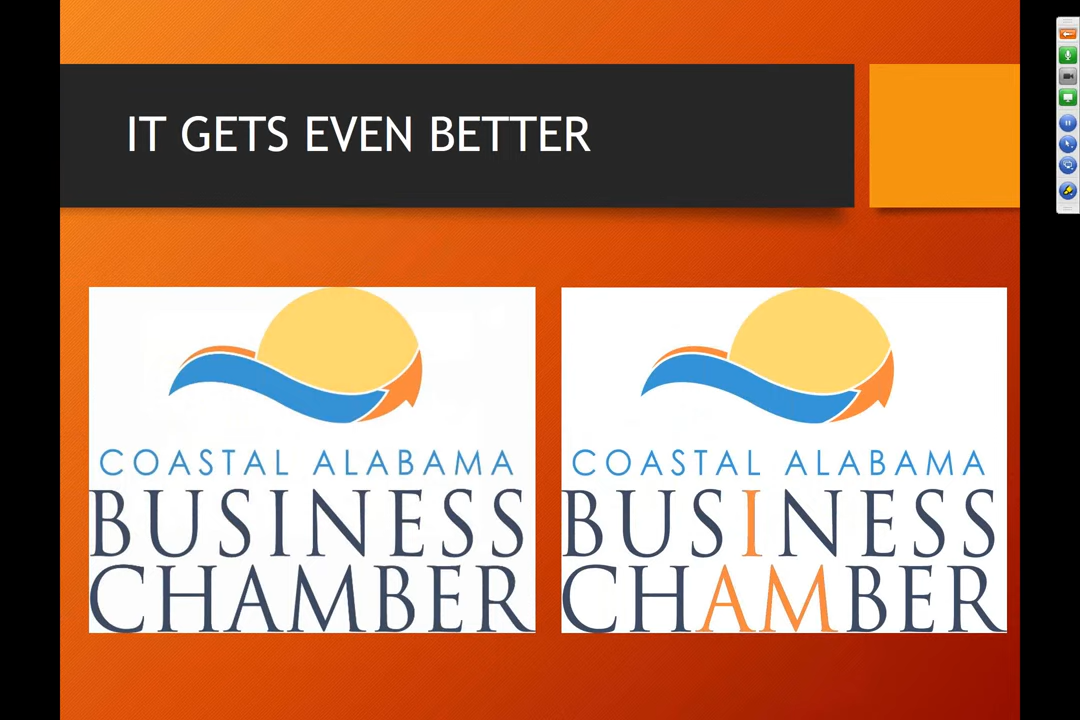 IT GETS EVEN BETTER
COASTAL ALABAMA
BUSINESS
CHAMBER
COASTAL ALABAMA
BUSINESS
CHAMBER